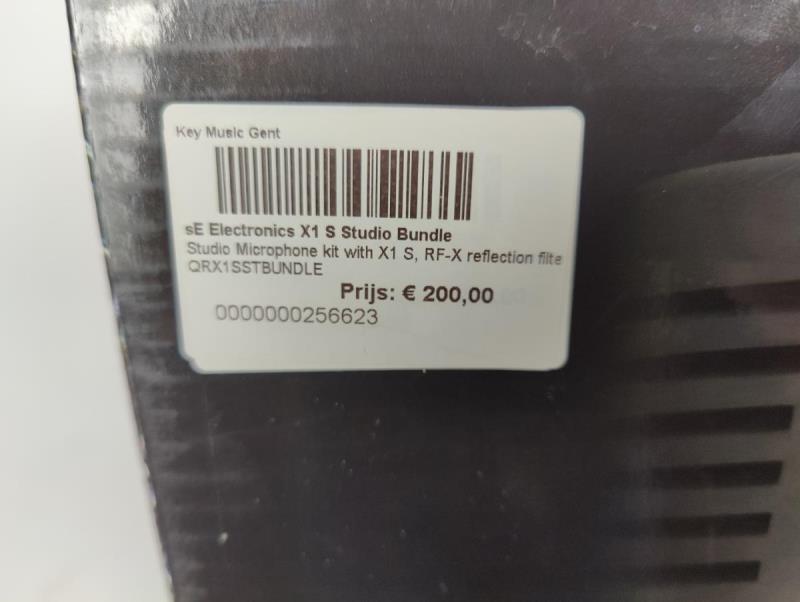 Key Music Gent
sE Electronics X1 S Studio Bundle
Studio Microphone kit with X1 S, RF-X reflection filte
QRX1SSTBUNDLE
Prijs: € 200,00
0000000256623